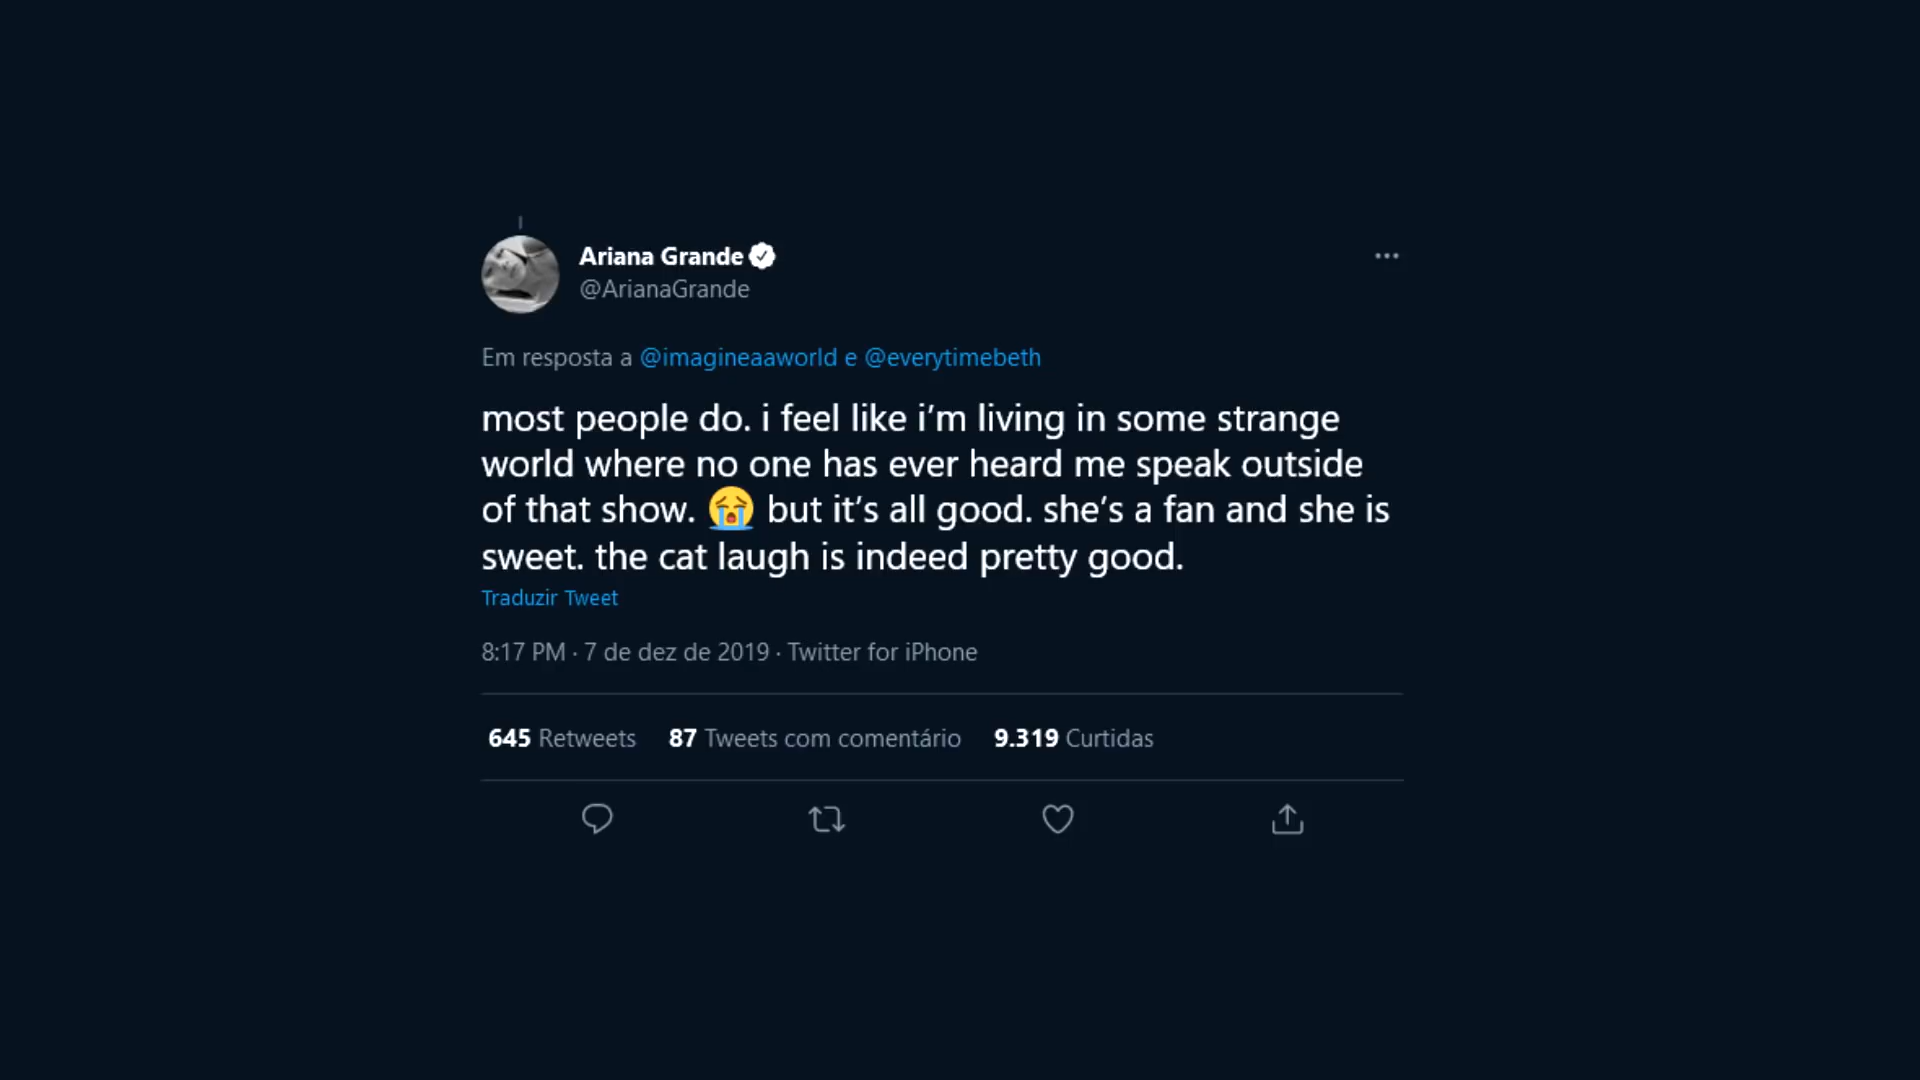 Ariana Grande
@ArianaGrande
Em resposta a @imagineaaworld e @everytimebeth
most people do. i feel like i’m living in some strange
world where no one has ever heard me speak outside
of that show. 😭 but it’s all good. she’s a fan and she is
sweet. the cat laugh is indeed pretty good.
Traduzir Tweet
8:17 PM · 7 de dez de 2019 · Twitter for iPhone
645 Retweets 87 Tweets com comentário 9.319 Curtidas